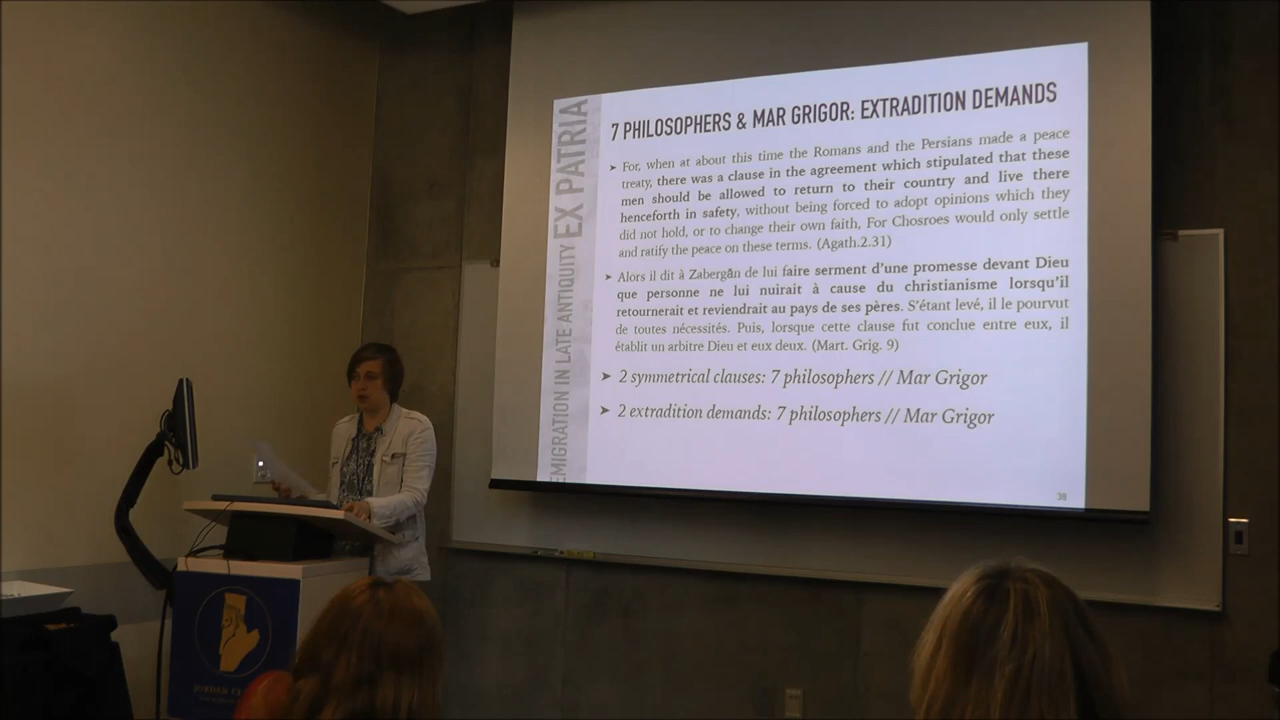 EMIGRATION IN LATE ANTIQUITY EX PATRIA
7 PHILOSOPHERS & MAR GRIGOR: EXTRADITION DEMANDS
➤ For, when at about this time the Romans and the Persians made a peace
treaty, there was a clause in the agreement which stipulated that these
men should be allowed to return to their country and live there
henceforth in safety, without being forced to adopt opinions which they
did not hold, or to change their own faith, For Chosroes would only settle
and ratify the peace on these terms. (Agath.2.31)
➤ Alors il dit à Zabergān de lui faire serment d'une promesse devant Dieu
que personne ne lui nuirait à cause du christianisme lorsqu'il
retournerait et reviendrait au pays de ses pères. S'étant levé, il le pourvut
de toutes nécessités. Puis, lorsque cette clause fut conclue entre eux, il
établit un arbitre Dieu et eux deux. (Mart. Grig. 9)
➤ 2 symmetrical clauses: 7 philosophers // Mar Grigor
➤ 2 extradition demands: 7 philosophers // Mar Grigor
38
JORDAN